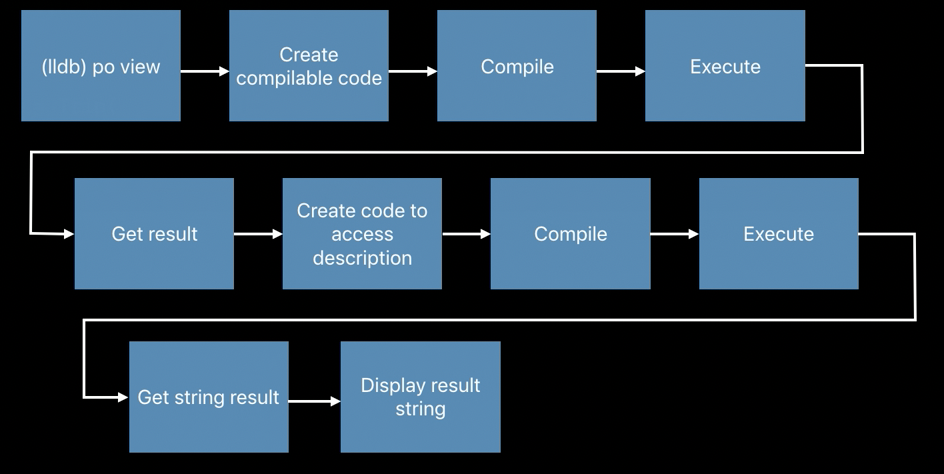 (lldb) po view
Create
compilable code
Compile
Execute
Get result
Create code to
access
description
Compile
Execute
Get string result
Display result
string